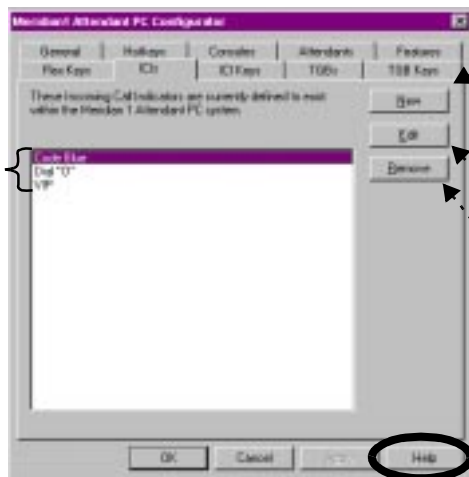 Meridian1 Attendant PC Configurator
General Hotkeys Consoles Attendants Features
Flex Keys ICIs ICI Keys TGBs TGB Keys
These Incoming Call Indicators are currently defined to exist
within the Meridian 1 Attendant PC system.
New
Edit
Remove
Code Blue
Dial "0"
VIP
OK Cancel Help